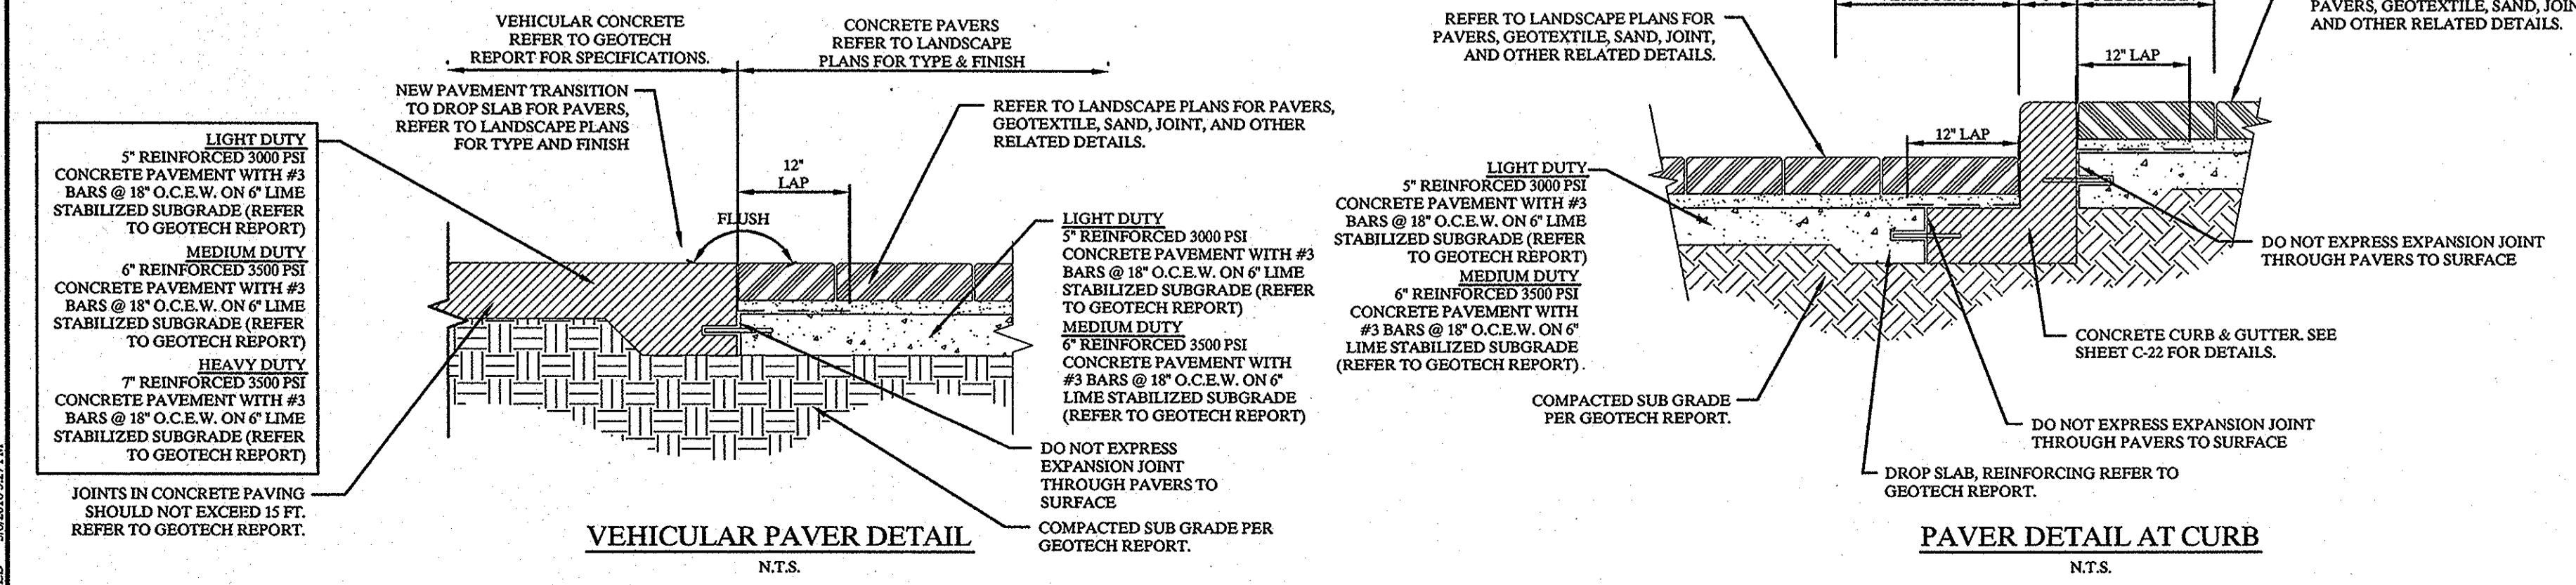 VEHICULAR CONCRETE
REFER TO GEOTECH
REPORT FOR SPECIFICATIONS.
CONCRETE PAVERS
REFER TO LANDSCAPE
PLANS FOR TYPE & FINISH
NEW PAVEMENT TRANSITION
TO DROP SLAB FOR PAVERS,
REFER TO LANDSCAPE PLANS
FOR TYPE AND FINISH
REFER TO LANDSCAPE PLANS FOR PAVERS,
GEOTEXTILE, SAND, JOINT, AND OTHER
RELATED DETAILS.
LIGHT DUTY
5" REINFORCED 3000 PSI
CONCRETE PAVEMENT WITH #3
BARS @ 18" O.C.E.W. ON 6" LIME
STABILIZED SUBGRADE (REFER
TO GEOTECH REPORT)
MEDIUM DUTY
6" REINFORCED 3500 PSI
CONCRETE PAVEMENT WITH #3
BARS @ 18" O.C.E.W. ON 6" LIME
STABILIZED SUBGRADE (REFER
TO GEOTECH REPORT)
HEAVY DUTY
7" REINFORCED 3500 PSI
CONCRETE PAVEMENT WITH #3
BARS @ 18" O.C.E.W. ON 6" LIME
STABILIZED SUBGRADE (REFER
TO GEOTECH REPORT)
JOINTS IN CONCRETE PAVING
SHOULD NOT EXCEED 15 FT.
REFER TO GEOTECH REPORT.
12"
LAP
FLUSH
LIGHT DUTY
5" REINFORCED 3000 PSI
CONCRETE PAVEMENT WITH #3
BARS @ 18" O.C.E.W. ON 6" LIME
STABILIZED SUBGRADE (REFER
TO GEOTECH REPORT)
MEDIUM DUTY
6" REINFORCED 3500 PSI
CONCRETE PAVEMENT WITH
#3 BARS @ 18" O.C.E.W. ON 6"
LIME STABILIZED SUBGRADE
(REFER TO GEOTECH REPORT)
DO NOT EXPRESS
EXPANSION JOINT
THROUGH PAVERS TO
SURFACE
COMPACTED SUB GRADE PER
GEOTECH REPORT.
VEHICULAR PAVER DETAIL
N.T.S.
REFER TO LANDSCAPE PLANS FOR
PAVERS, GEOTEXTILE, SAND, JOINT,
AND OTHER RELATED DETAILS.
PAVERS, GEOTEXTILE, SAND,
AND OTHER RELATED DETAILS.
12" LAP
12" LAP
LIGHT DUTY
5" REINFORCED 3000 PSI
CONCRETE PAVEMENT WITH #3
BARS @ 18" O.C.E.W. ON 6" LIME
STABILIZED SUBGRADE (REFER
TO GEOTECH REPORT)
MEDIUM DUTY
6" REINFORCED 3500 PSI
CONCRETE PAVEMENT WITH
#3 BARS @ 18" O.C.E.W. ON 6"
LIME STABILIZED SUBGRADE
(REFER TO GEOTECH REPORT)
COMPACTED SUB GRADE
PER GEOTECH REPORT.
DO NOT EXPRESS EXPANSION JOINT
THROUGH PAVERS TO SURFACE
CONCRETE CURB & GUTTER. SEE
SHEET C-22 FOR DETAILS.
DO NOT EXPRESS EXPANSION JOINT
THROUGH PAVERS TO SURFACE
DROP SLAB, REINFORCING REFER TO
GEOTECH REPORT.
PAVER DETAIL AT CURB
N.T.S.